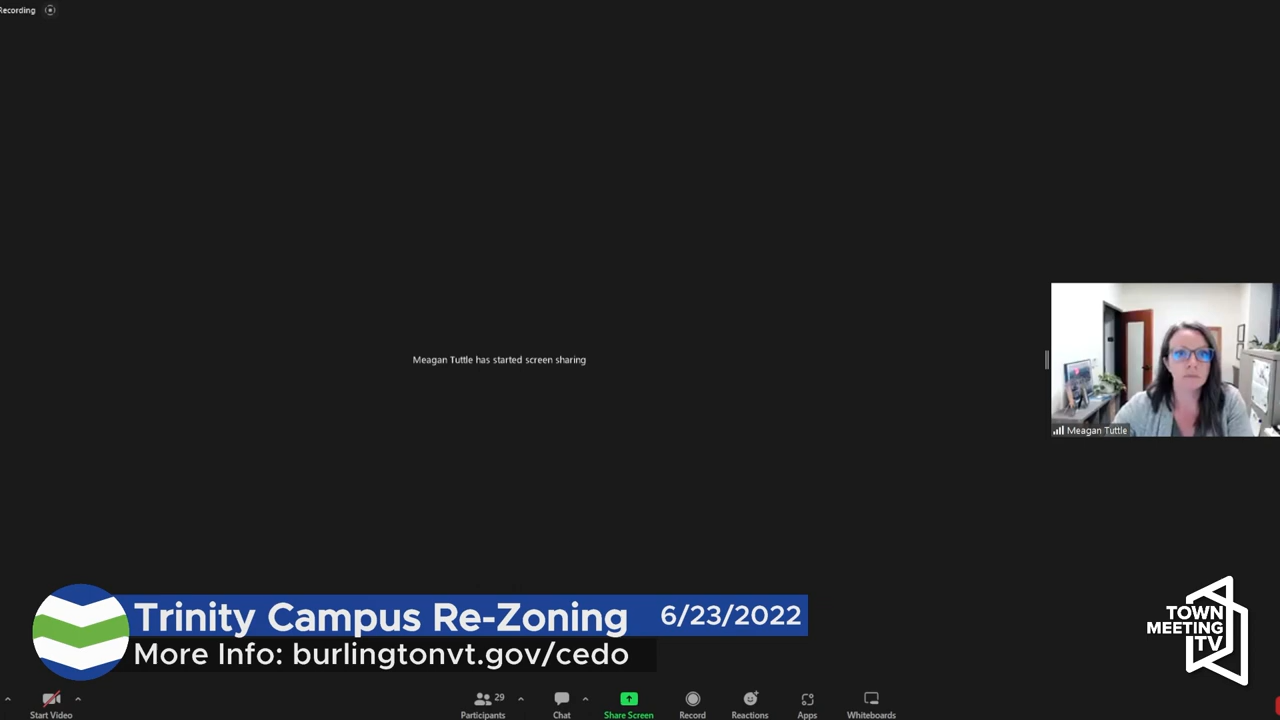 Recording
Meagan Tuttle has started screen sharing
Meagan Tuttle
Trinity Campus Re-Zoning 6/23/2022
More Info: burlingtonvt.gov/cedo
TOWN
MEETING
TV
Start Video
Participants 29
Chat
Share Screen
Record
Reactions
Apps
Whiteboards